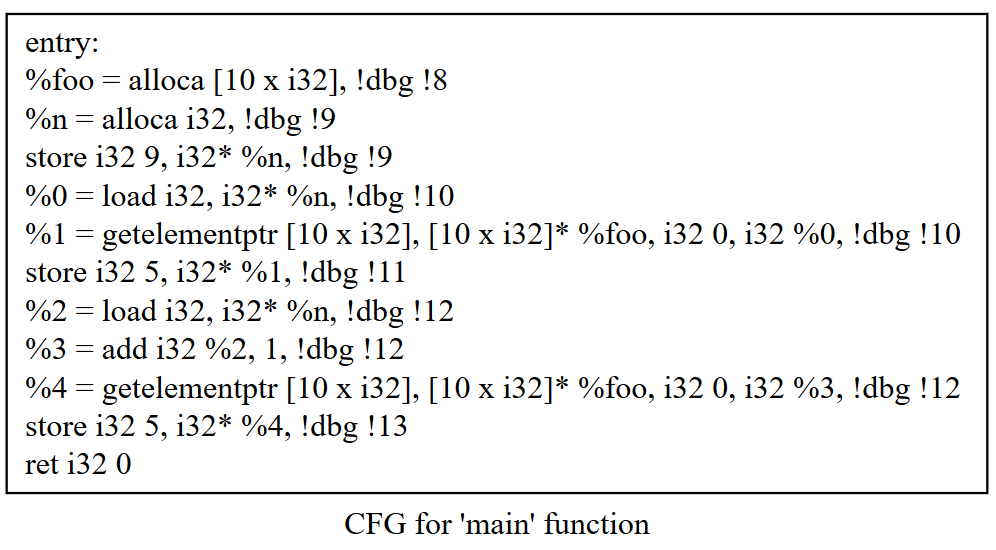 entry:
%foo = alloca [10 x i32], !dbg !8
%n = alloca i32, !dbg !9
store i32 9, i32* %n, !dbg !9
%0 = load i32, i32* %n, !dbg !10
%1 = getelementptr [10 x i32], [10 x i32]* %foo, i32 0, i32 %0, !dbg !10
store i32 5, i32* %1, !dbg !11
%2 = load i32, i32* %n, !dbg !12
%3 = add i32 %2, 1, !dbg !12
%4 = getelementptr [10 x i32], [10 x i32]* %foo, i32 0, i32 %3, !dbg !12
store i32 5, i32* %4, !dbg !13
ret i32 0
CFG for 'main' function